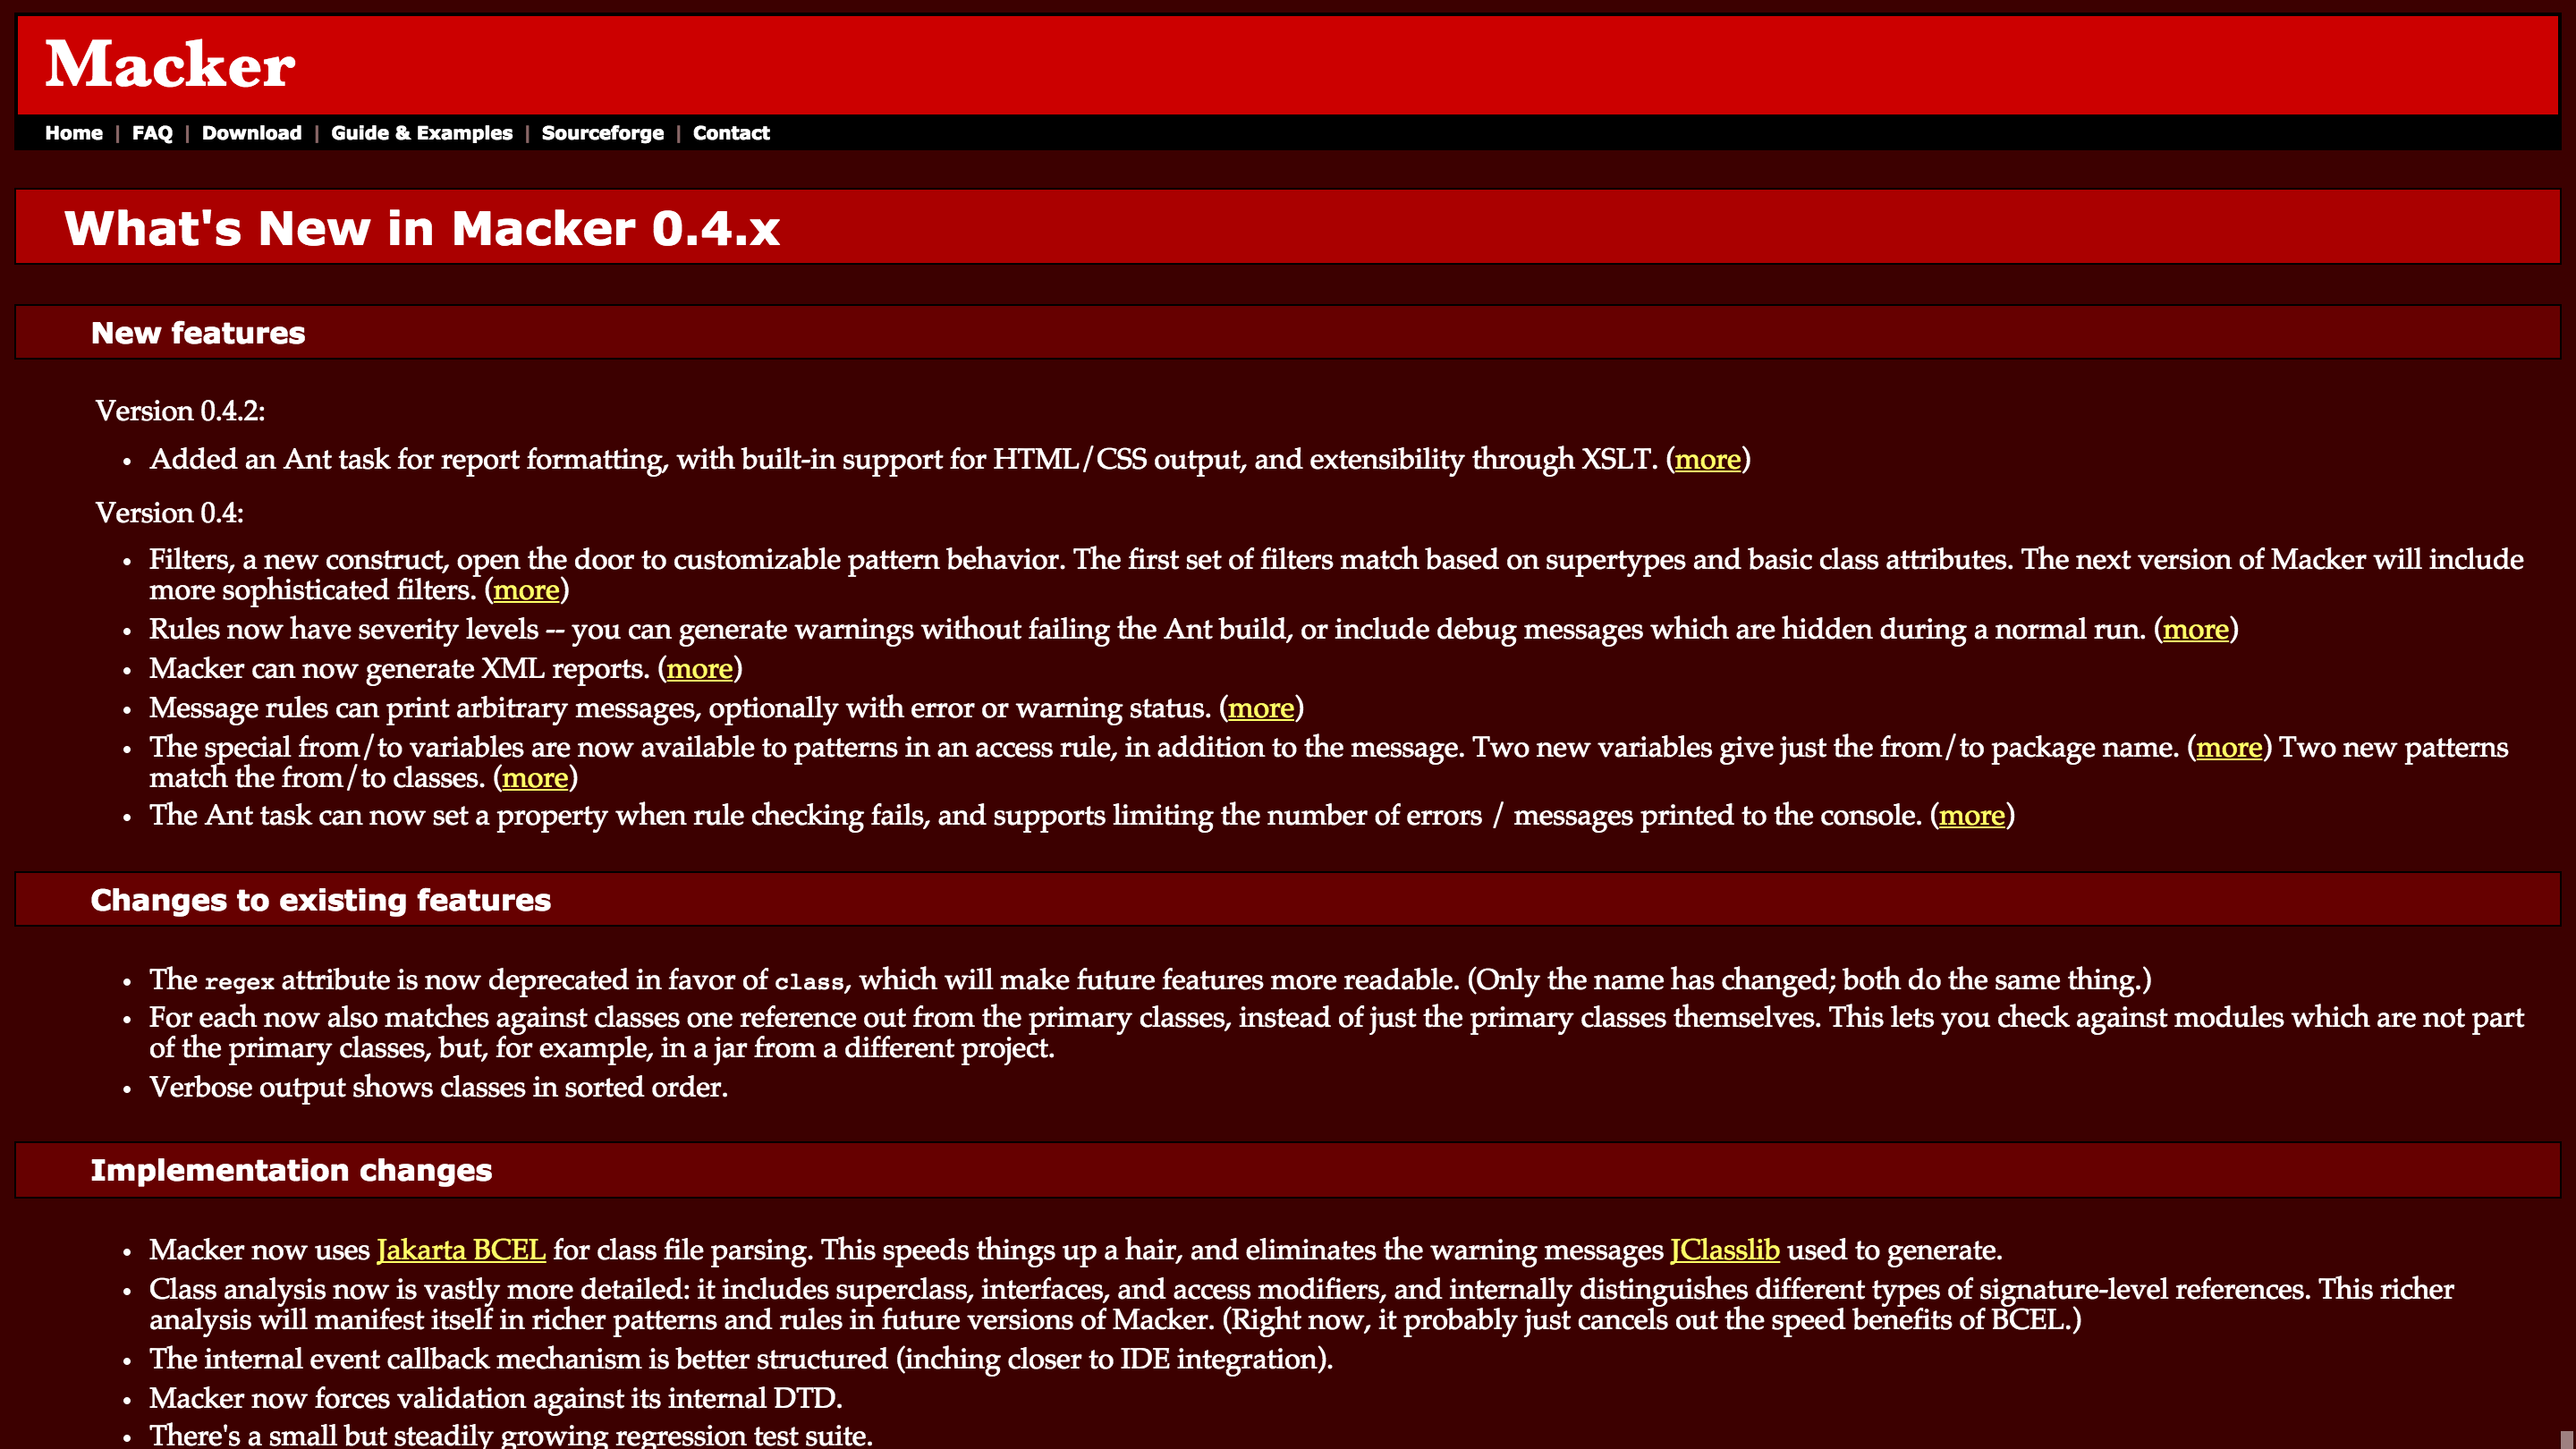 Macker
Home | FAQ | Download | Guide & Examples | Sourceforge | Contact
What's New in Macker 0.4.x
New features
Version 0.4.2:
• Added an Ant task for report formatting, with built-in support for HTML/CSS output, and extensibility through XSLT. (more)
Version 0.4:
• Filters, a new construct, open the door to customizable pattern behavior. The first set of filters match based on supertypes and basic class attributes. The next version of Macker will include
more sophisticated filters. (more)
• Rules now have severity levels -- you can generate warnings without failing the Ant build, or include debug messages which are hidden during a normal run. (more)
• Macker can now generate XML reports. (more)
• Message rules can print arbitrary messages, optionally with error or warning status. (more)
• The special from/to variables are now available to patterns in an access rule, in addition to the message. Two new variables give just the from/to package name. (more) Two new patterns
match the from/to classes. (more)
• The Ant task can now set a property when rule checking fails, and supports limiting the number of errors / messages printed to the console. (more)
Changes to existing features
• The regex attribute is now deprecated in favor of class, which will make future features more readable. (Only the name has changed; both do the same thing.)
• For each now also matches against classes one reference out from the primary classes, instead of just the primary classes themselves. This lets you check against modules which are not part
of the primary classes, but, for example, in a jar from a different project.
• Verbose output shows classes in sorted order.
Implementation changes
• Macker now uses Jakarta BCEL for class file parsing. This speeds things up a hair, and eliminates the warning messages JClasslib used to generate.
• Class analysis now is vastly more detailed: it includes superclass, interfaces, and access modifiers, and internally distinguishes different types of signature-level references. This richer
analysis will manifest itself in richer patterns and rules in future versions of Macker. (Right now, it probably just cancels out the speed benefits of BCEL.)
• The internal event callback mechanism is better structured (inching closer to IDE integration).
• Macker now forces validation against its internal DTD.
• There's a small but steadily growing regression test suite.